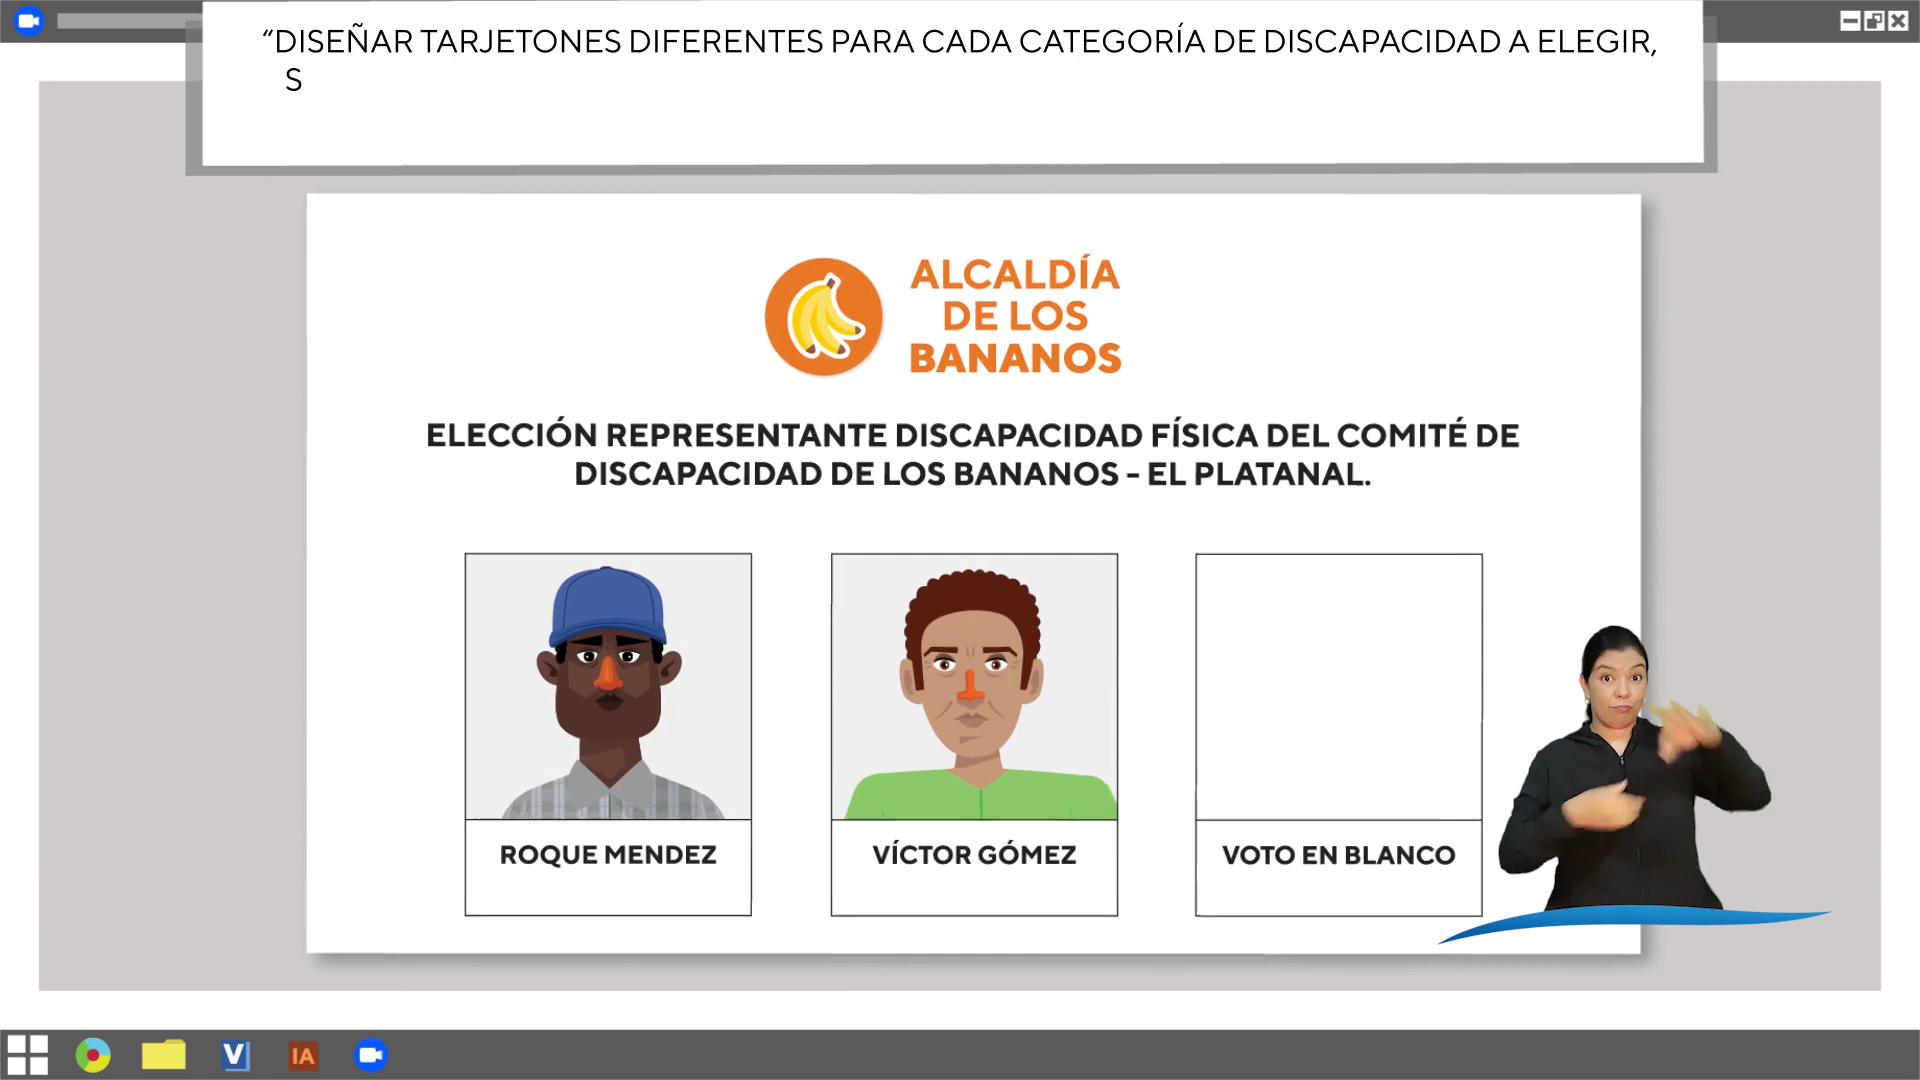 “DISEÑAR TARJETONES DIFERENTES PARA CADA CATEGORÍA DE DISCAPACIDAD A ELEGIR,
S
ALCALDÍA
DE LOS
BANANOS
ELECCIÓN REPRESENTANTE DISCAPACIDAD FÍSICA DEL COMITÉ DE
DISCAPACIDAD DE LOS BANANOS - EL PLATANAL.
ROQUE MENDEZ
VÍCTOR GÓMEZ
VOTO EN BLANCO
V
IA